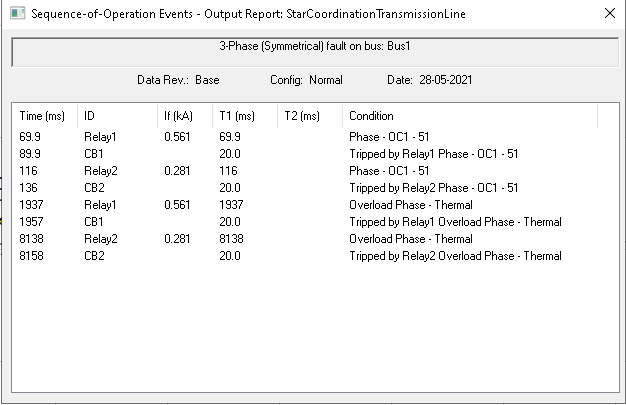 Sequence-of-Operation Events - Output Report: StarCoordinationTransmissionLine
3-Phase (Symmetrical) fault on bus: Bus1
Data Rev.: Base Config: Normal Date: 28-05-2021
Time (ms) ID If (kA) T1 (ms) T2 (ms) Condition
69.9 Relay1 0.561 69.9 Phase - OC1 - 51
89.9 CB1 20.0 Tripped by Relay1 Phase - OC1 - 51
116 Relay2 0.281 116 Phase - OC1 - 51
136 CB2 20.0 Tripped by Relay2 Phase - OC1 - 51
1937 Relay1 0.561 1937 Overload Phase - Thermal
1957 CB1 20.0 Tripped by Relay1 Overload Phase - Thermal
8138 Relay2 0.281 8138 Overload Phase - Thermal
8158 CB2 20.0 Tripped by Relay2 Overload Phase - Thermal